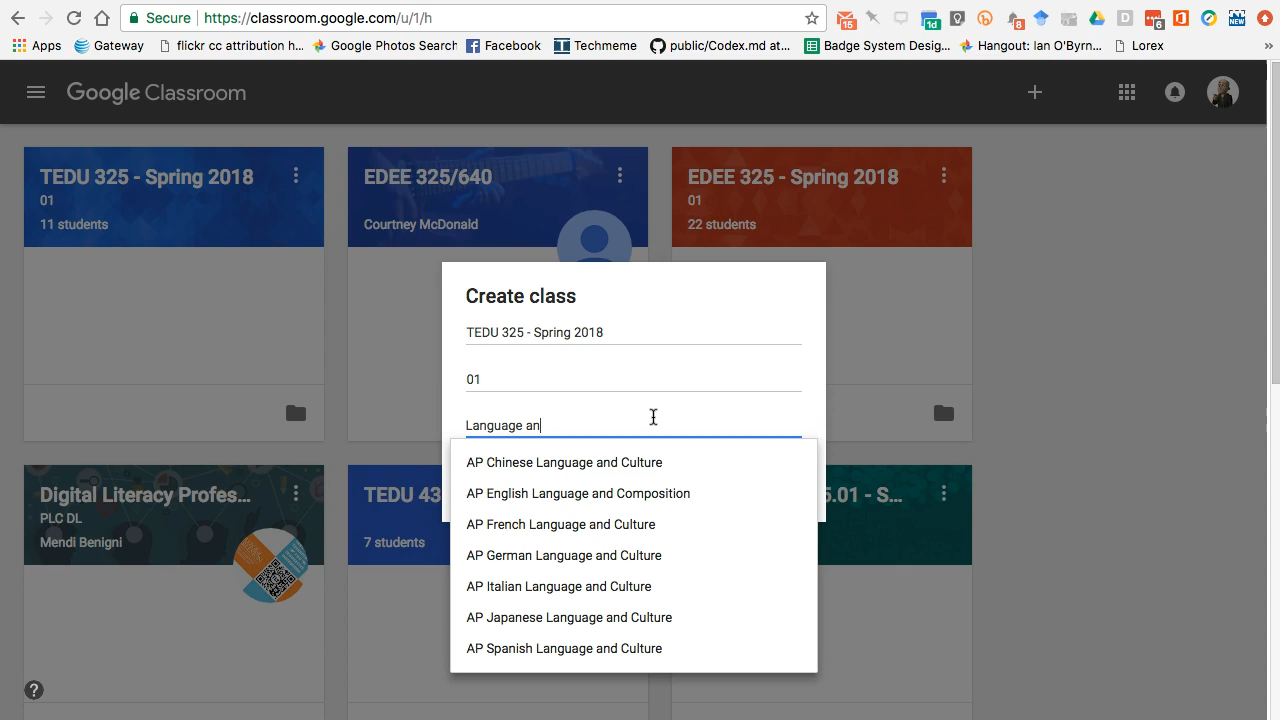 Secure
https://classroom.google.com/u/1/h
15
1d
8
6
NEW
D
Apps
Gateway
flickr cc attribution h...
Google Photos Search
Facebook
Techmeme
public/Codex.md at...
Badge System Desig...
Hangout: Ian O'Byrn...
Lorex
»
Google Classroom
TEDU 325 - Spring 2018
01
11 students
EDEE 325/640
Courtney McDonald
EDEE 325 - Spring 2018
01
22 students
Create class
TEDU 325 - Spring 2018
01
Language an
AP Chinese Language and Culture
AP English Language and Composition
AP French Language and Culture
AP German Language and Culture
AP Italian Language and Culture
AP Japanese Language and Culture
AP Spanish Language and Culture
Digital Literacy Profes...
PLC DL
Mendi Benigni
TEDU 43
7 students
5.01 - S...
?